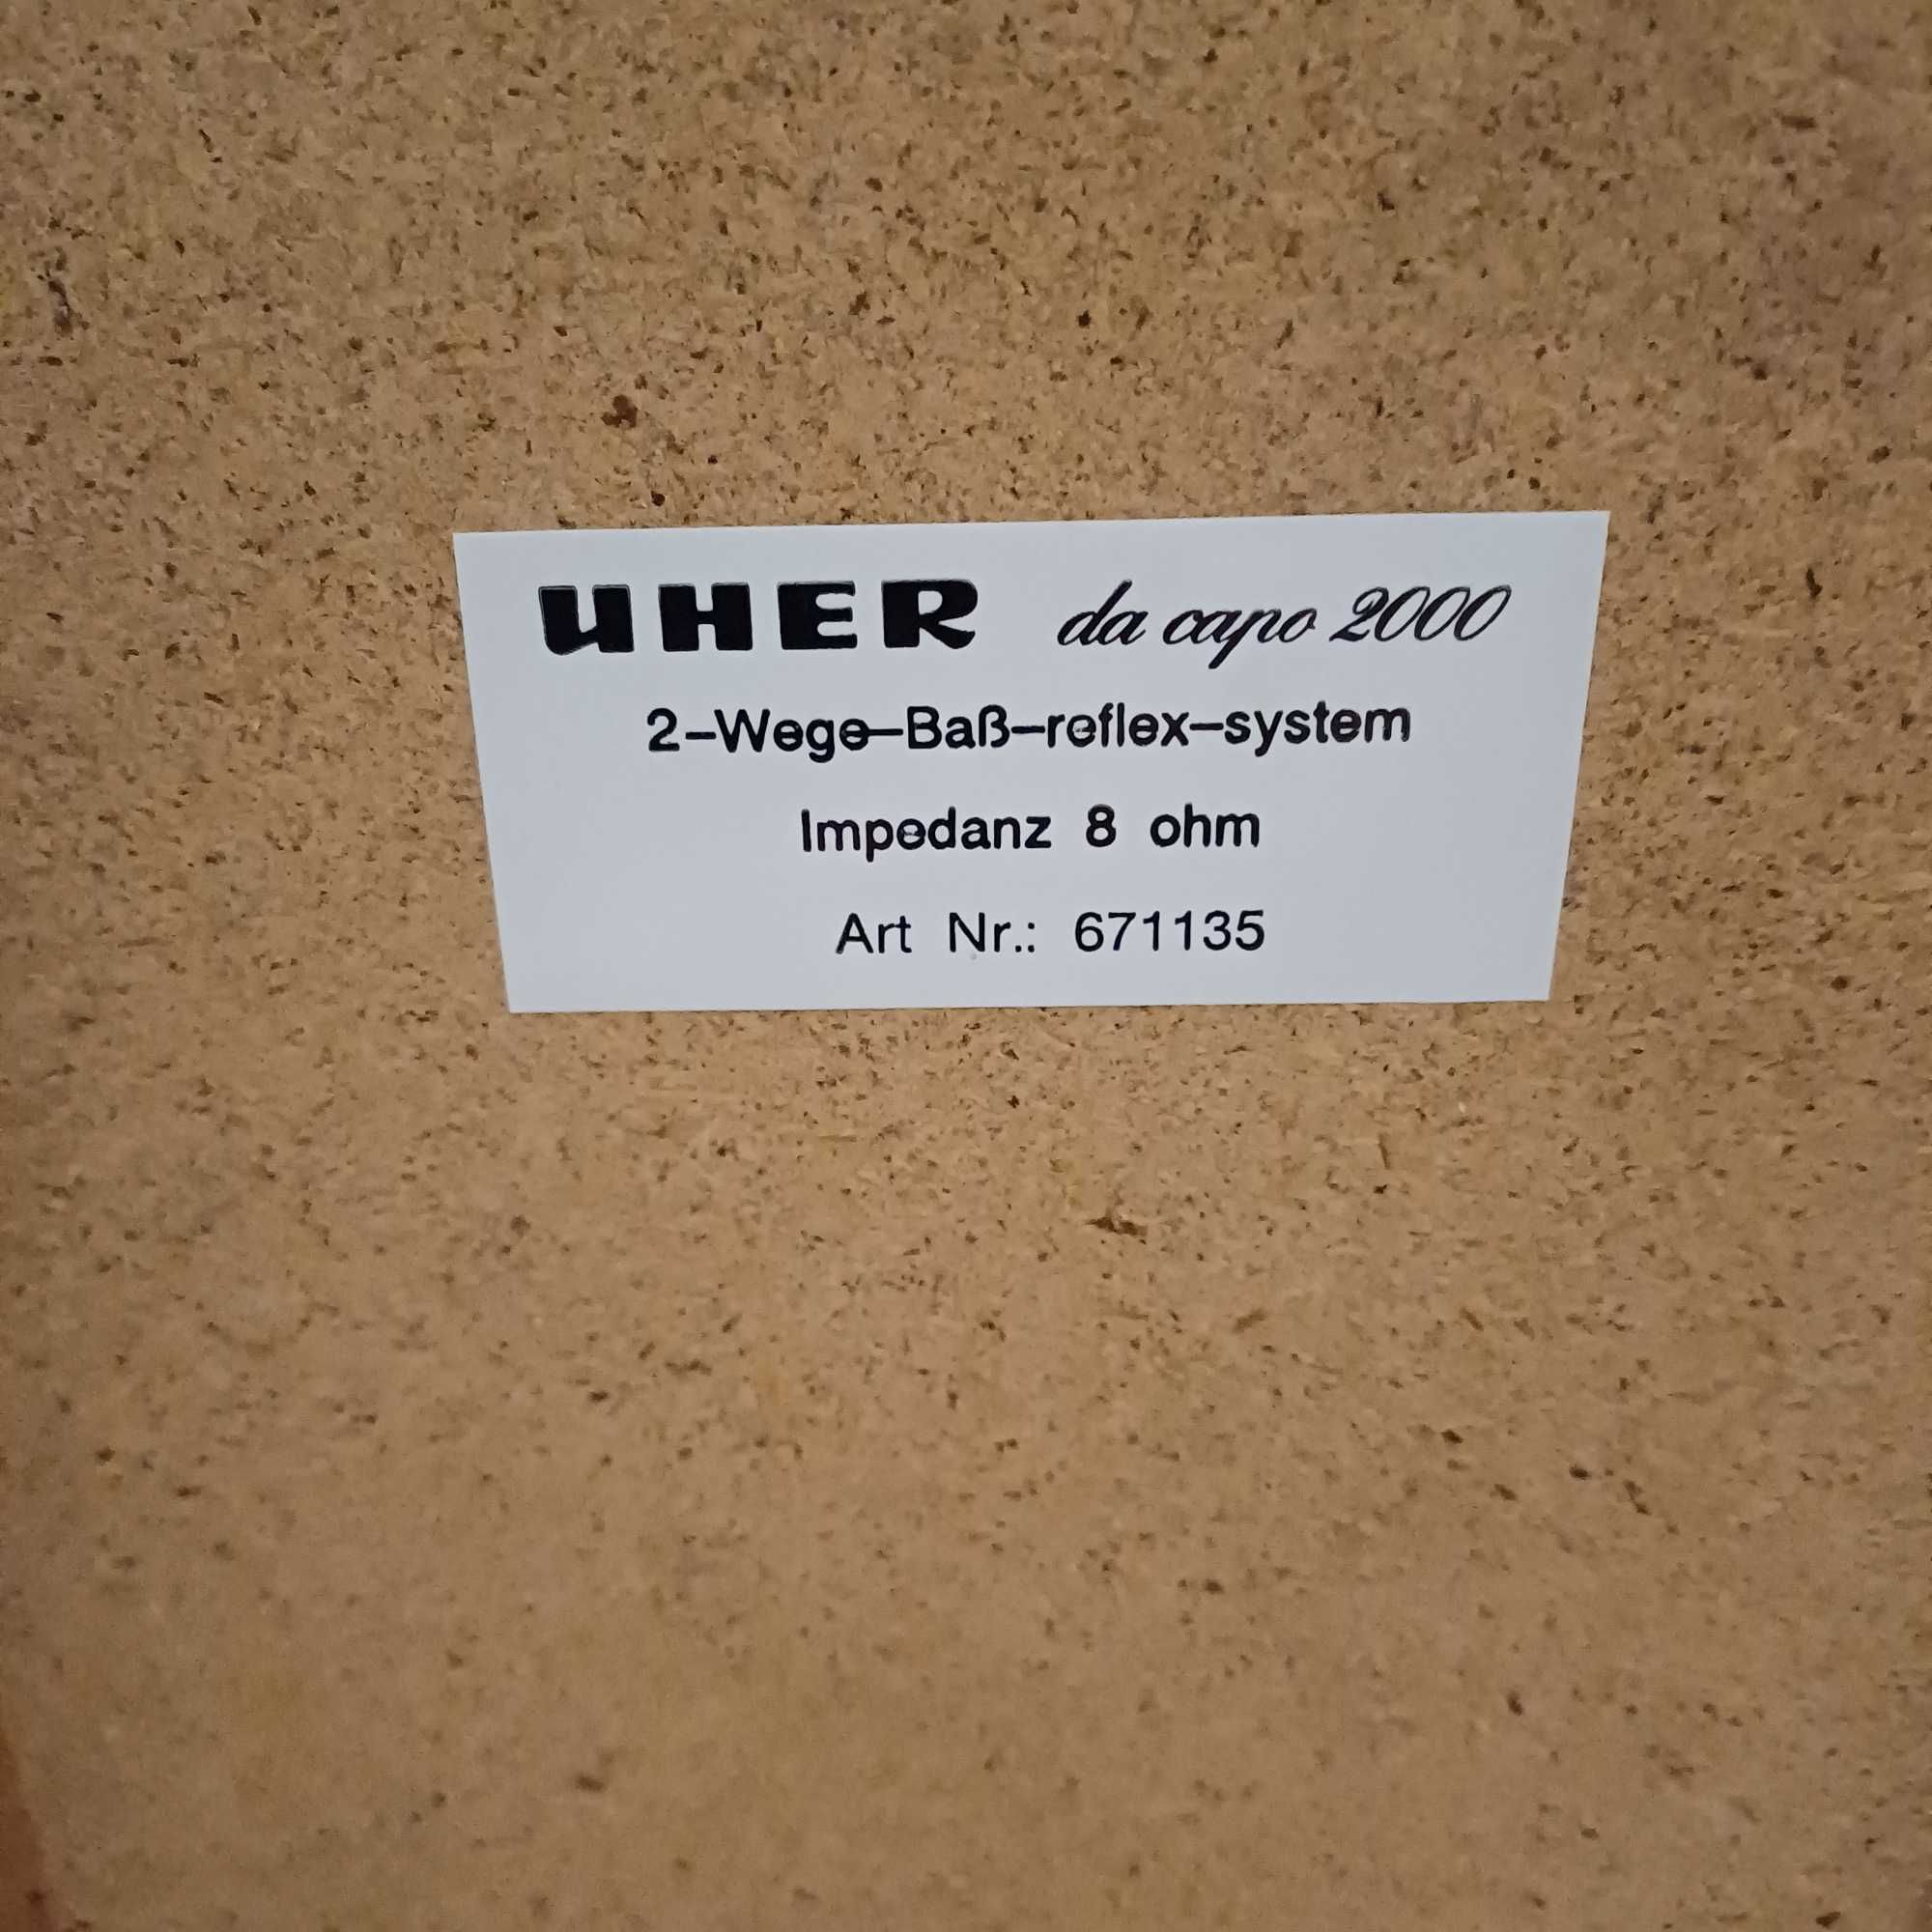 UHER da capo 2000
2-Wege-Baß-reflex-system
Impedanz 8 ohm
Art Nr.: 671135